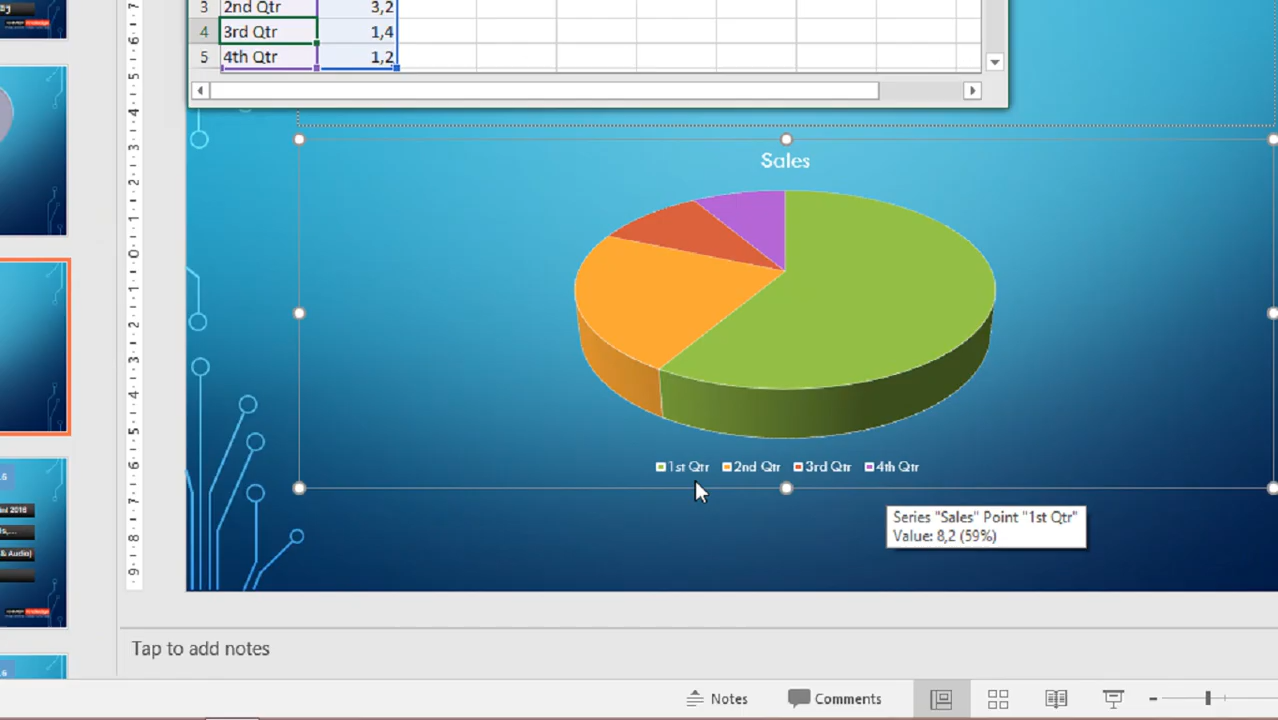 3 2nd Qtr 3,2
4 3rd Qtr 1,4
5 4th Qtr 1,2
Sales
1st Qtr 2nd Qtr 3rd Qtr 4th Qtr
Series "Sales" Point "1st Qtr"
Value: 8,2 (59%)
& Audio)
Tap to add notes
Notes Comments